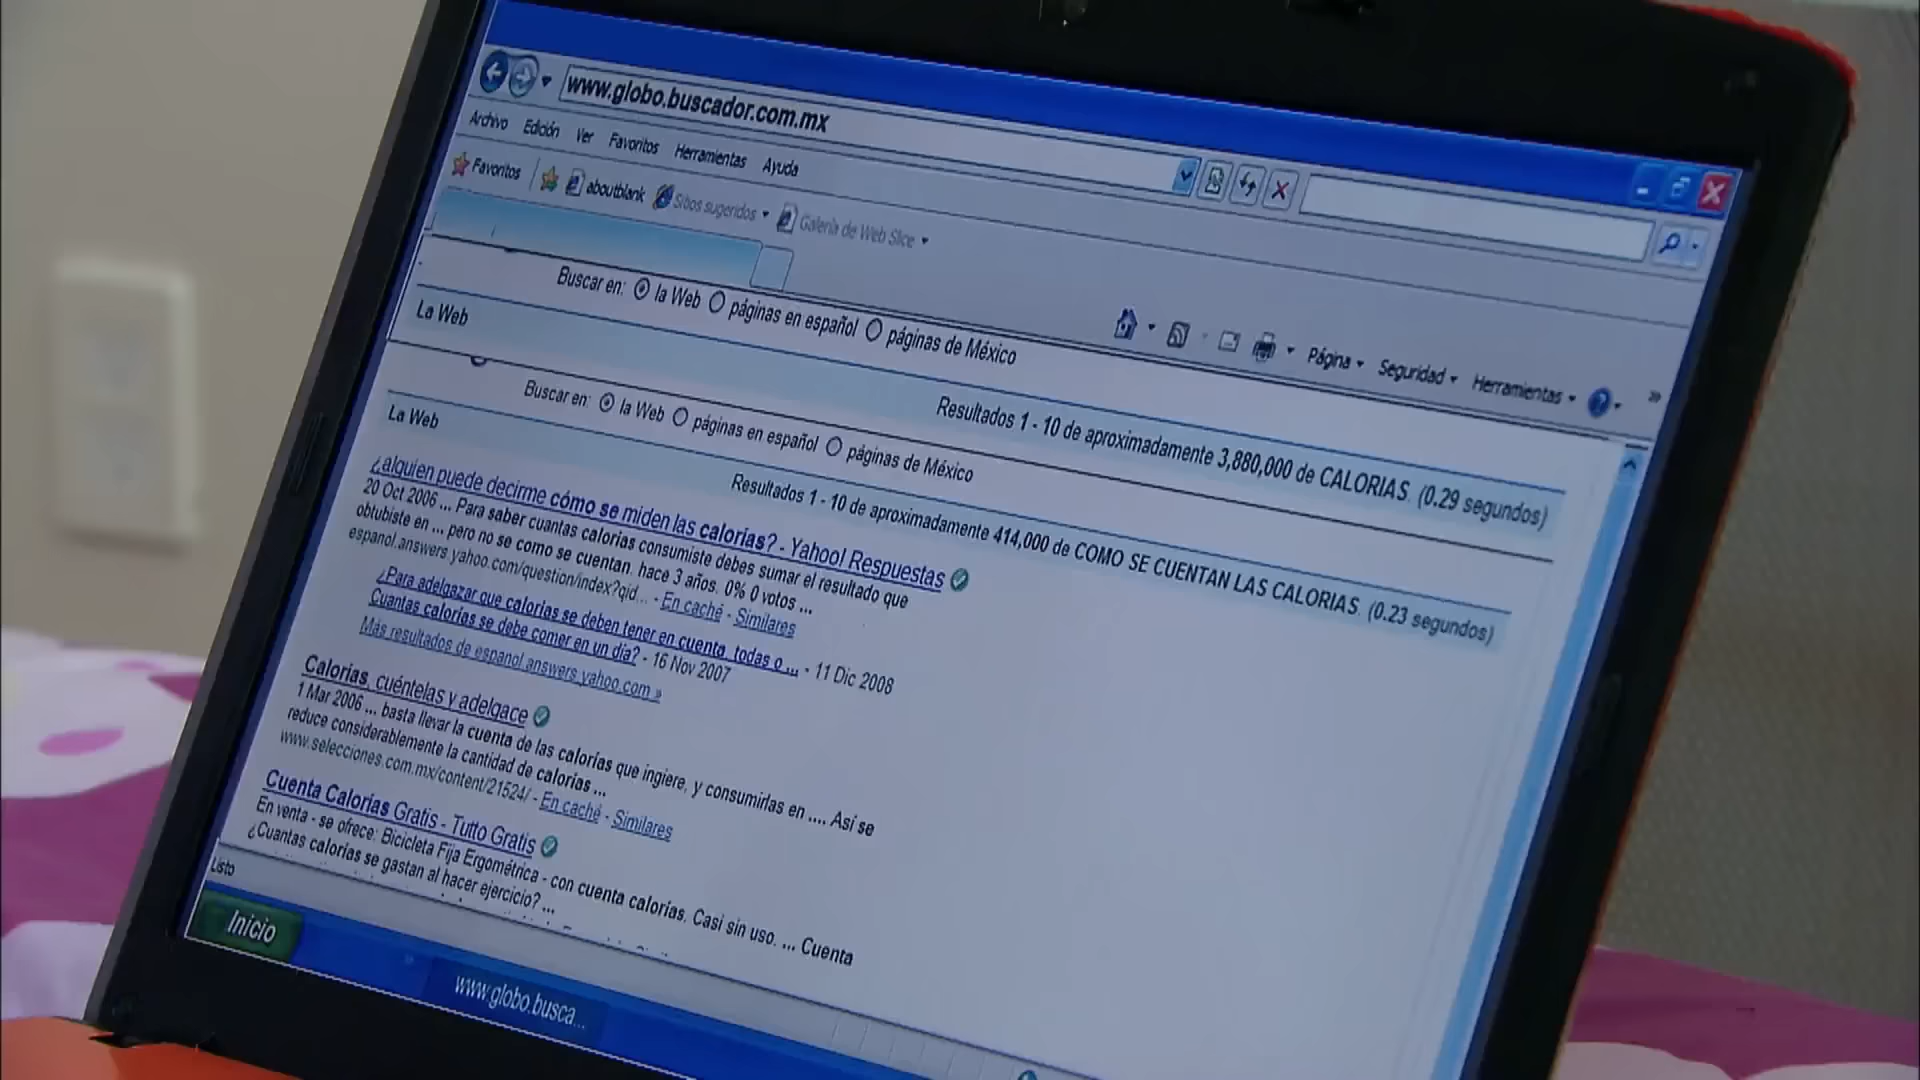 www.globo.buscador.com.mx
Archivo Edición Ver Favoritos Herramientas Ayuda
Favoritos aboutblank Sitios sugeridos Galería de Web Slice
Página Seguridad Herramientas
Buscar en: la Web páginas en español páginas de México
La Web
Resultados 1 - 10 de aproximadamente 3,880,000 de CALORIAS. (0.29 segundos)
Buscar en: la Web páginas en español páginas de México
La Web
Resultados 1 - 10 de aproximadamente 414,000 de COMO SE CUENTAN LAS CALORIAS. (0.23 segundos)
¿alguien puede decirme cómo se miden las calorías? - Yahoo! Respuestas
20 Oct 2006 ... Para saber cuantas calorias consumiste debes sumar el resultado que
obtubiste en ... pero no se como se cuentan. hace 3 años. 0% 0 votos ...
espanol.answers.yahoo.com/question/index?qid... - En caché - Similares
¿Para adelgazar que calorias se deben tener en cuenta, todas o ... - 11 Dic 2008
Cuantas calorías se debe comer en un día? - 16 Nov 2007
Más resultados de espanol.answers.yahoo.com »
Calorías, cuéntelas y adelgace
1 Mar 2006 ... basta llevar la cuenta de las calorías que ingiere, y consumirlas en .... Así se
reduce considerablemente la cantidad de calorías ...
www.selecciones.com.mx/content/21524/ - En caché - Similares
Cuenta Calorías Gratis - Tutto Gratis
En venta - se ofrece: Bicicleta Fija Ergométrica - con cuenta calorías. Casi sin uso. ... Cuenta
¿Cuantas calorías se gastan al hacer ejercicio? ...
Listo
Inicio
www.globo.busca...